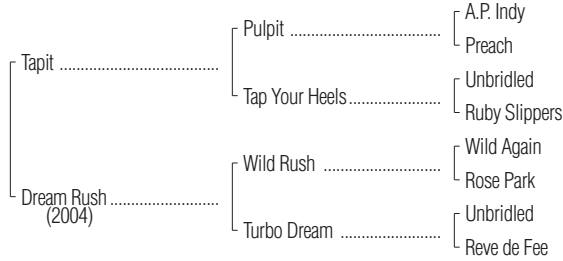 A.P. Indy
Pulpit ........................
Preach
Tapit ........................................
Unbridled
Tap Your Heels .......................
Ruby Slippers
Wild Again
Wild Rush .............................
Rose Park
Dream Rush ...........................
(2004)
Unbridled
Turbo Dream .........................
Reve de Fee